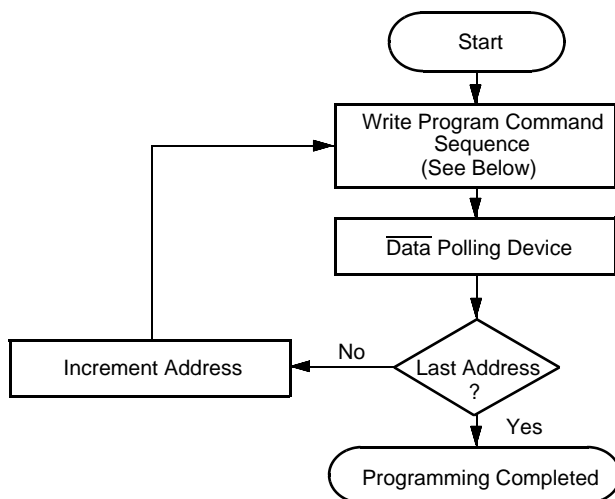 Start
Write Program Command
Sequence
(See Below)
Data Polling Device
Increment Address
No
Last Address
?
Yes
Programming Completed